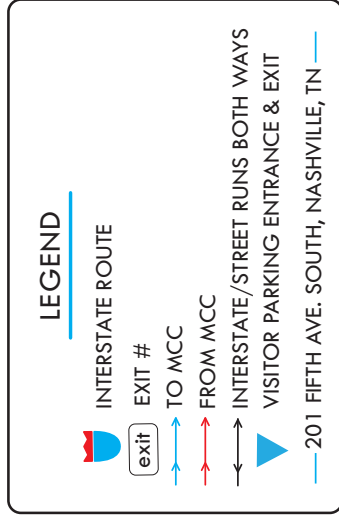 LEGEND
INTERSTATE ROUTE
exit EXIT #
TO MCC
FROM MCC
INTERSTATE/STREET RUNS BOTH WAYS
VISITOR PARKING ENTRANCE & EXIT
201 FIFTH AVE. SOUTH, NASHVILLE, TN